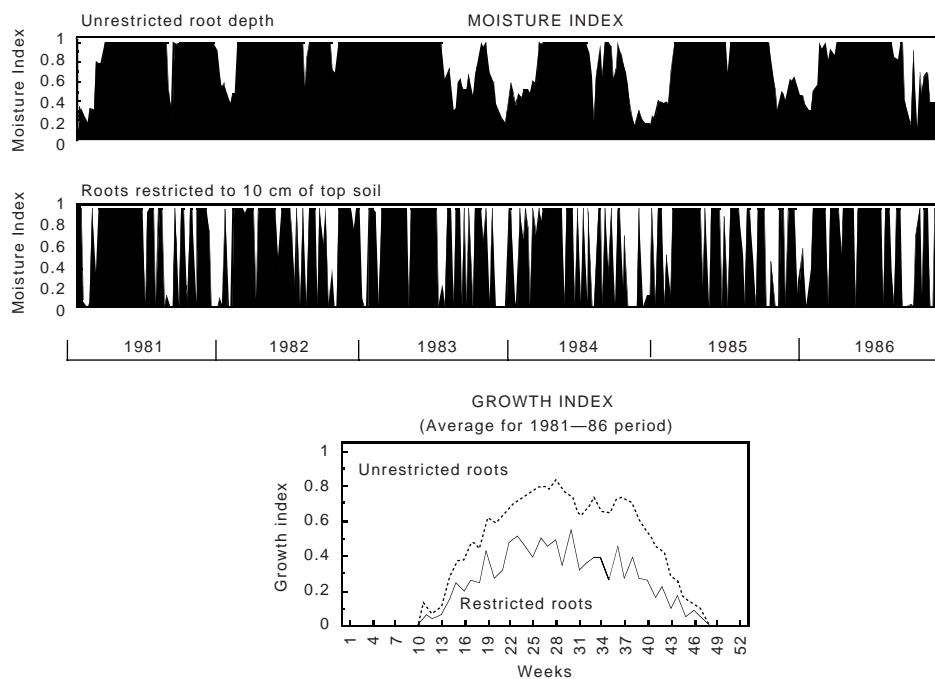 Unrestricted root depth MOISTURE INDEX
Moisture Index
1
0.8
0.6
0.4
0.2
0
Roots restricted to 10 cm of top soil
Moisture Index
1
0.8
0.6
0.4
0.2
0
1981 1982 1983 1984 1985 1986
GROWTH INDEX
(Average for 1981—86 period)
Growth index
1
0.8
0.6
0.4
0.2
0
Unrestricted roots
Restricted roots
1 4 7 10 13 16 19 22 25 28 31 34 37 40 43 46 49 52
Weeks